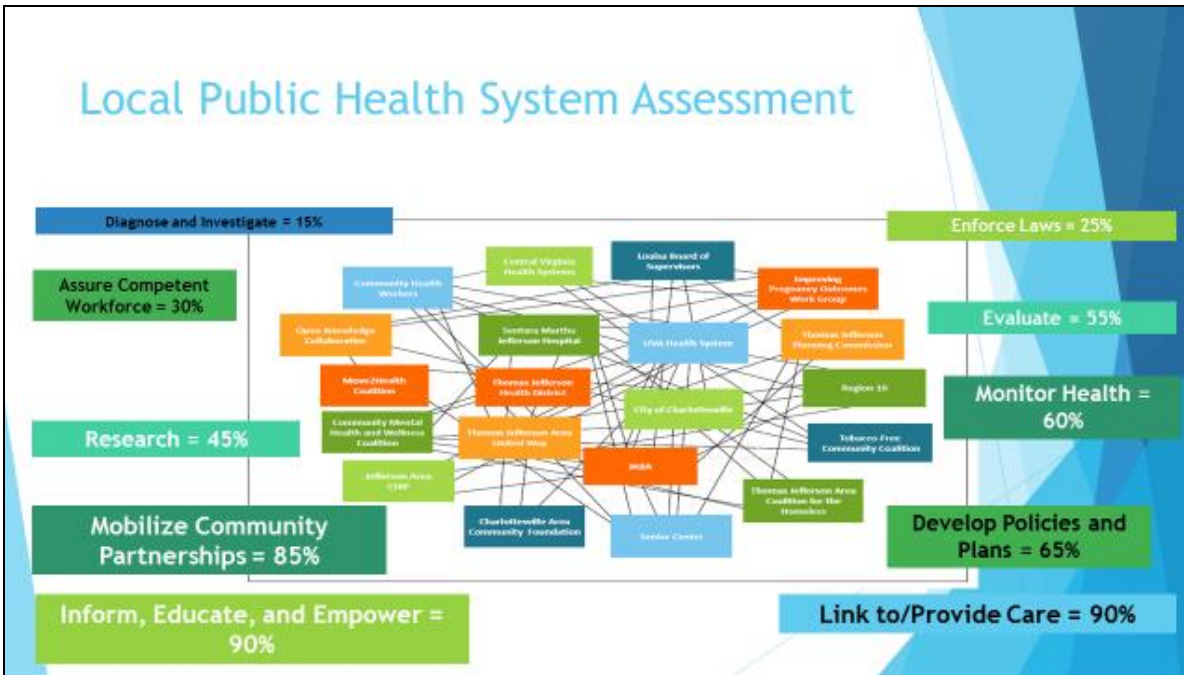 Local Public Health System Assessment
Diagnose and Investigate = 15%
Enforce Laws = 25%
Assure Competent
Workforce = 30%
Evaluate = 55%
Monitor Health =
60%
Research = 45%
Mobilize Community
Partnerships = 85%
Develop Policies and
Plans = 65%
Inform, Educate, and Empower =
90%
Link to/Provide Care = 90%
Central Virginia
Health Systems
Louisa Board of
Supervisors
Community Health
Workers
Improving
Pregnancy Outcomes
Work Group
Open Knowledge
Collaboration
Sentara Martha
Jefferson Hospital
UVA Health System
Thomas Jefferson
Planning Commission
Move2Health
Coalition
Thomas Jefferson
Health District
Region 10
City of Charlottesville
Community Mental
Health and Wellness
Coalition
Thomas Jefferson Area
United Way
Tobacco-Free
Community Coalition
JABA
Jefferson Area
CHIP
Thomas Jefferson Area
Coalition for the
Homeless
Charlottesville Area
Community Foundation
Senior Center